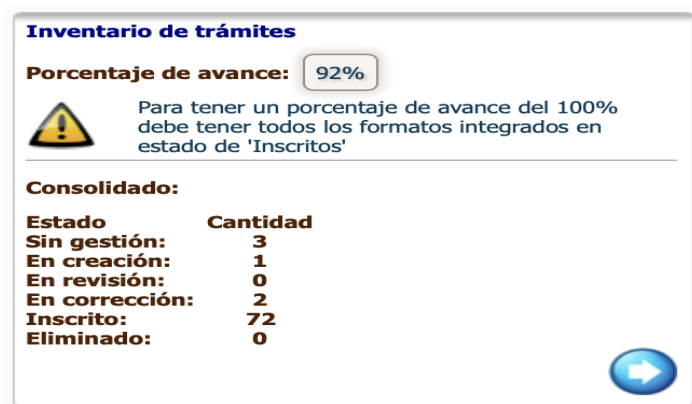 Inventario de trámites
Porcentaje de avance: 92%
Para tener un porcentaje de avance del 100%
debe tener todos los formatos integrados en
estado de 'Inscritos'
Consolidado:
Estado Cantidad
Sin gestión: 3
En creación: 1
En revisión: 0
En corrección: 2
Inscrito: 72
Eliminado: 0